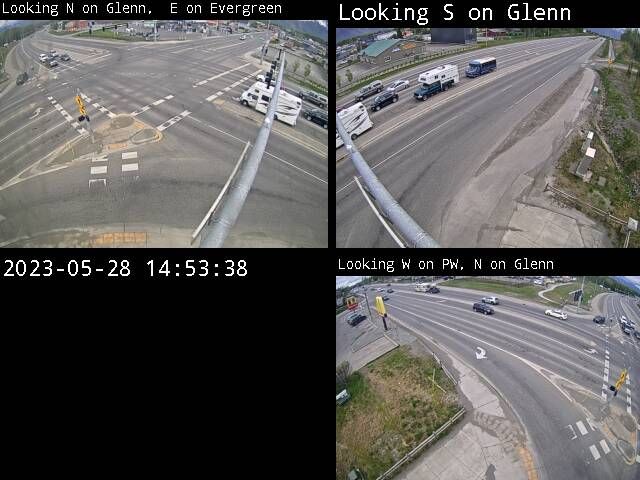 Looking N on Glenn,  E on Evergreen
Looking S on Glenn
2023-05-28 14:53:38
Looking W on PW, N on Glenn